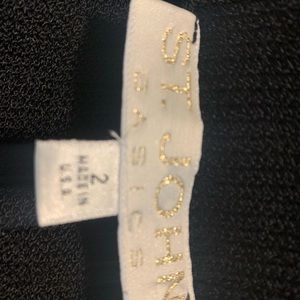 ST. JOHN
BASICS
2
MADE IN
U.S.A.